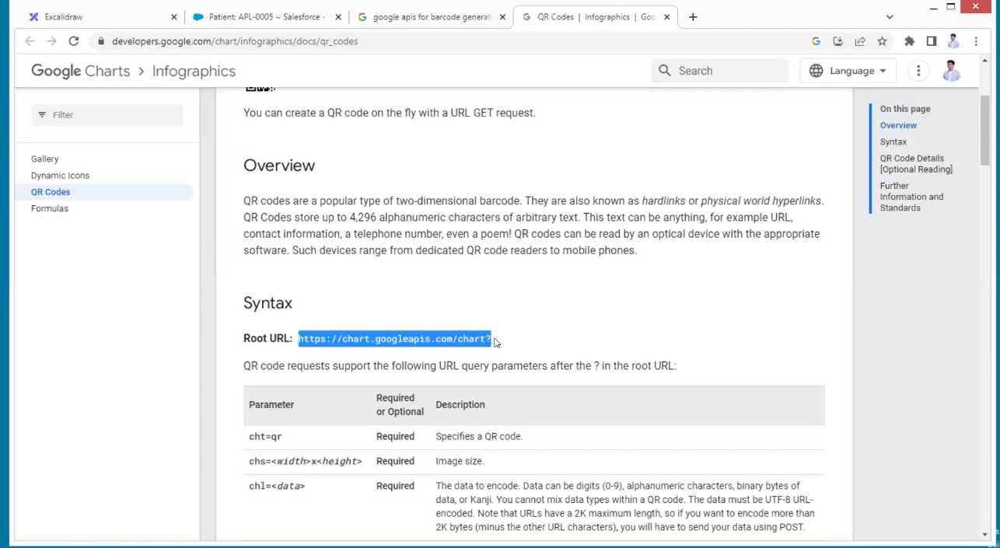 Excalidraw
Patient: APL-0005 ~ Salesforce -
google apis for barcode generat
QR Codes | Infographics | Goo
developers.google.com/chart/infographics/docs/qr_codes
Google Charts > Infographics
Search
Language
Filter
Gallery
Dynamic Icons
QR Codes
Formulas
You can create a QR code on the fly with a URL GET request.
Overview
QR codes are a popular type of two-dimensional barcode. They are also known as hardlinks or physical world hyperlinks.
QR Codes store up to 4,296 alphanumeric characters of arbitrary text. This text can be anything, for example URL,
contact information, a telephone number, even a poem! QR codes can be read by an optical device with the appropriate
software. Such devices range from dedicated QR code readers to mobile phones.
Syntax
Root URL: https://chart.googleapis.com/chart?
QR code requests support the following URL query parameters after the ? in the root URL:
Parameter
Required
or Optional
Description
cht=qr
Required
Specifies a QR code.
chs=<width>x<height>
Required
Image size.
chl=<data>
Required
The data to encode. Data can be digits (0-9), alphanumeric characters, binary bytes of
data, or Kanji. You cannot mix data types within a QR code. The data must be UTF-8 URL-
encoded. Note that URLs have a 2K maximum length, so if you want to encode more than
2K bytes (minus the other URL characters), you will have to send your data using POST.
On this page
Overview
Syntax
QR Code Details
[Optional Reading]
Further
Information and
Standards